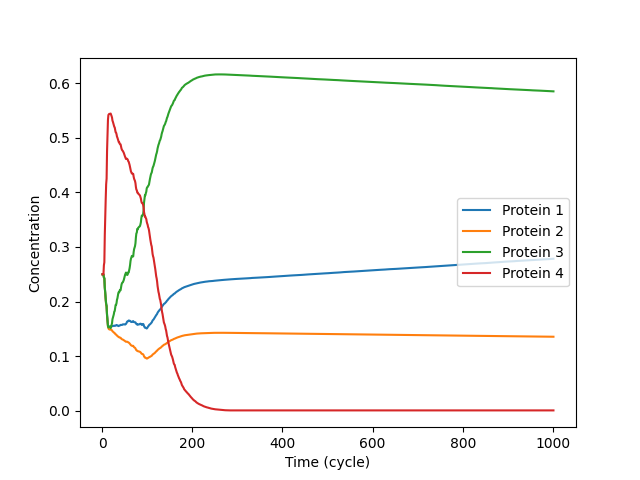 0.6
0.5
0.4
0.3
0.2
0.1
0.0
Concentration
Protein 1
Protein 2
Protein 3
Protein 4
0 200 400 600 800 1000
Time (cycle)